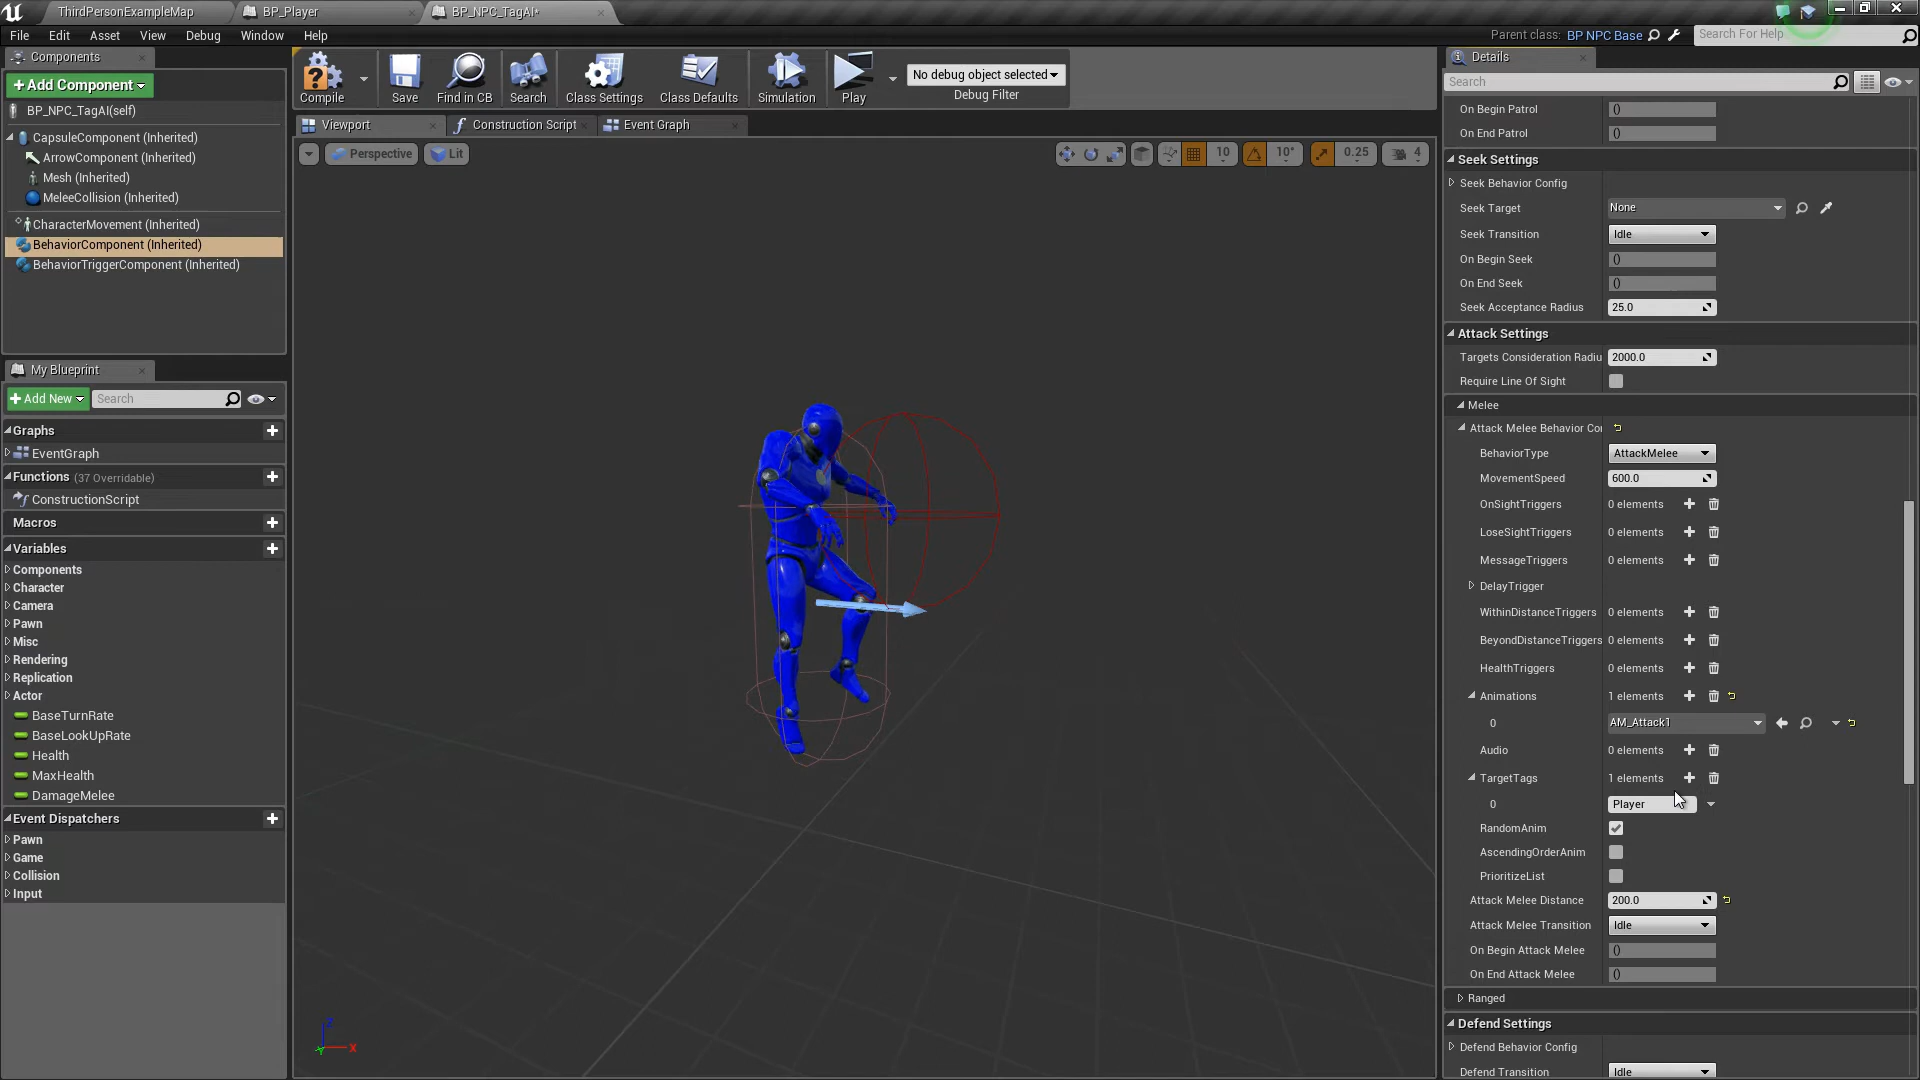 ThirdPersonExampleMap
BP_Player
BP_NPC_TagAI*
File Edit Asset View Debug Window Help
Parent class: BP NPC Base
Search For Help
Components
+Add Component
BP_NPC_TagAI(self)
CapsuleComponent (Inherited)
ArrowComponent (Inherited)
Mesh (Inherited)
MeleeCollision (Inherited)
CharacterMovement (Inherited)
BehaviorComponent (Inherited)
BehaviorTriggerComponent (Inherited)
My Blueprint
+Add New
Search
Graphs
EventGraph
Functions (37 Overridable)
ConstructionScript
Macros
Variables
Components
Character
Camera
Pawn
Misc
Rendering
Replication
Actor
BaseTurnRate
BaseLookUpRate
Health
MaxHealth
DamageMelee
Event Dispatchers
Pawn
Game
Collision
Input
Compile Save Find in CB Search Class Settings Class Defaults Simulation Play
No debug object selected
Debug Filter
Viewport Construction Script Event Graph
Perspective Lit
10 10° 0.25 4
Z
X
Y
Details
Search
On Begin Patrol ()
On End Patrol ()
Seek Settings
Seek Behavior Config
Seek Target None
Seek Transition Idle
On Begin Seek ()
On End Seek ()
Seek Acceptance Radius 25.0
Attack Settings
Targets Consideration Radiu 2000.0
Require Line Of Sight
Melee
Attack Melee Behavior Co
BehaviorType AttackMelee
MovementSpeed 600.0
OnSightTriggers 0 elements
LoseSightTriggers 0 elements
MessageTriggers 0 elements
DelayTrigger
WithinDistanceTriggers 0 elements
BeyondDistanceTriggers 0 elements
HealthTriggers 0 elements
Animations 1 elements
0 AM_Attack1
Audio 0 elements
TargetTags 1 elements
0 Player
RandomAnim
AscendingOrderAnim
PrioritizeList
Attack Melee Distance 200.0
Attack Melee Transition Idle
On Begin Attack Melee ()
On End Attack Melee ()
Ranged
Defend Settings
Defend Behavior Config
Defend Transition Idle